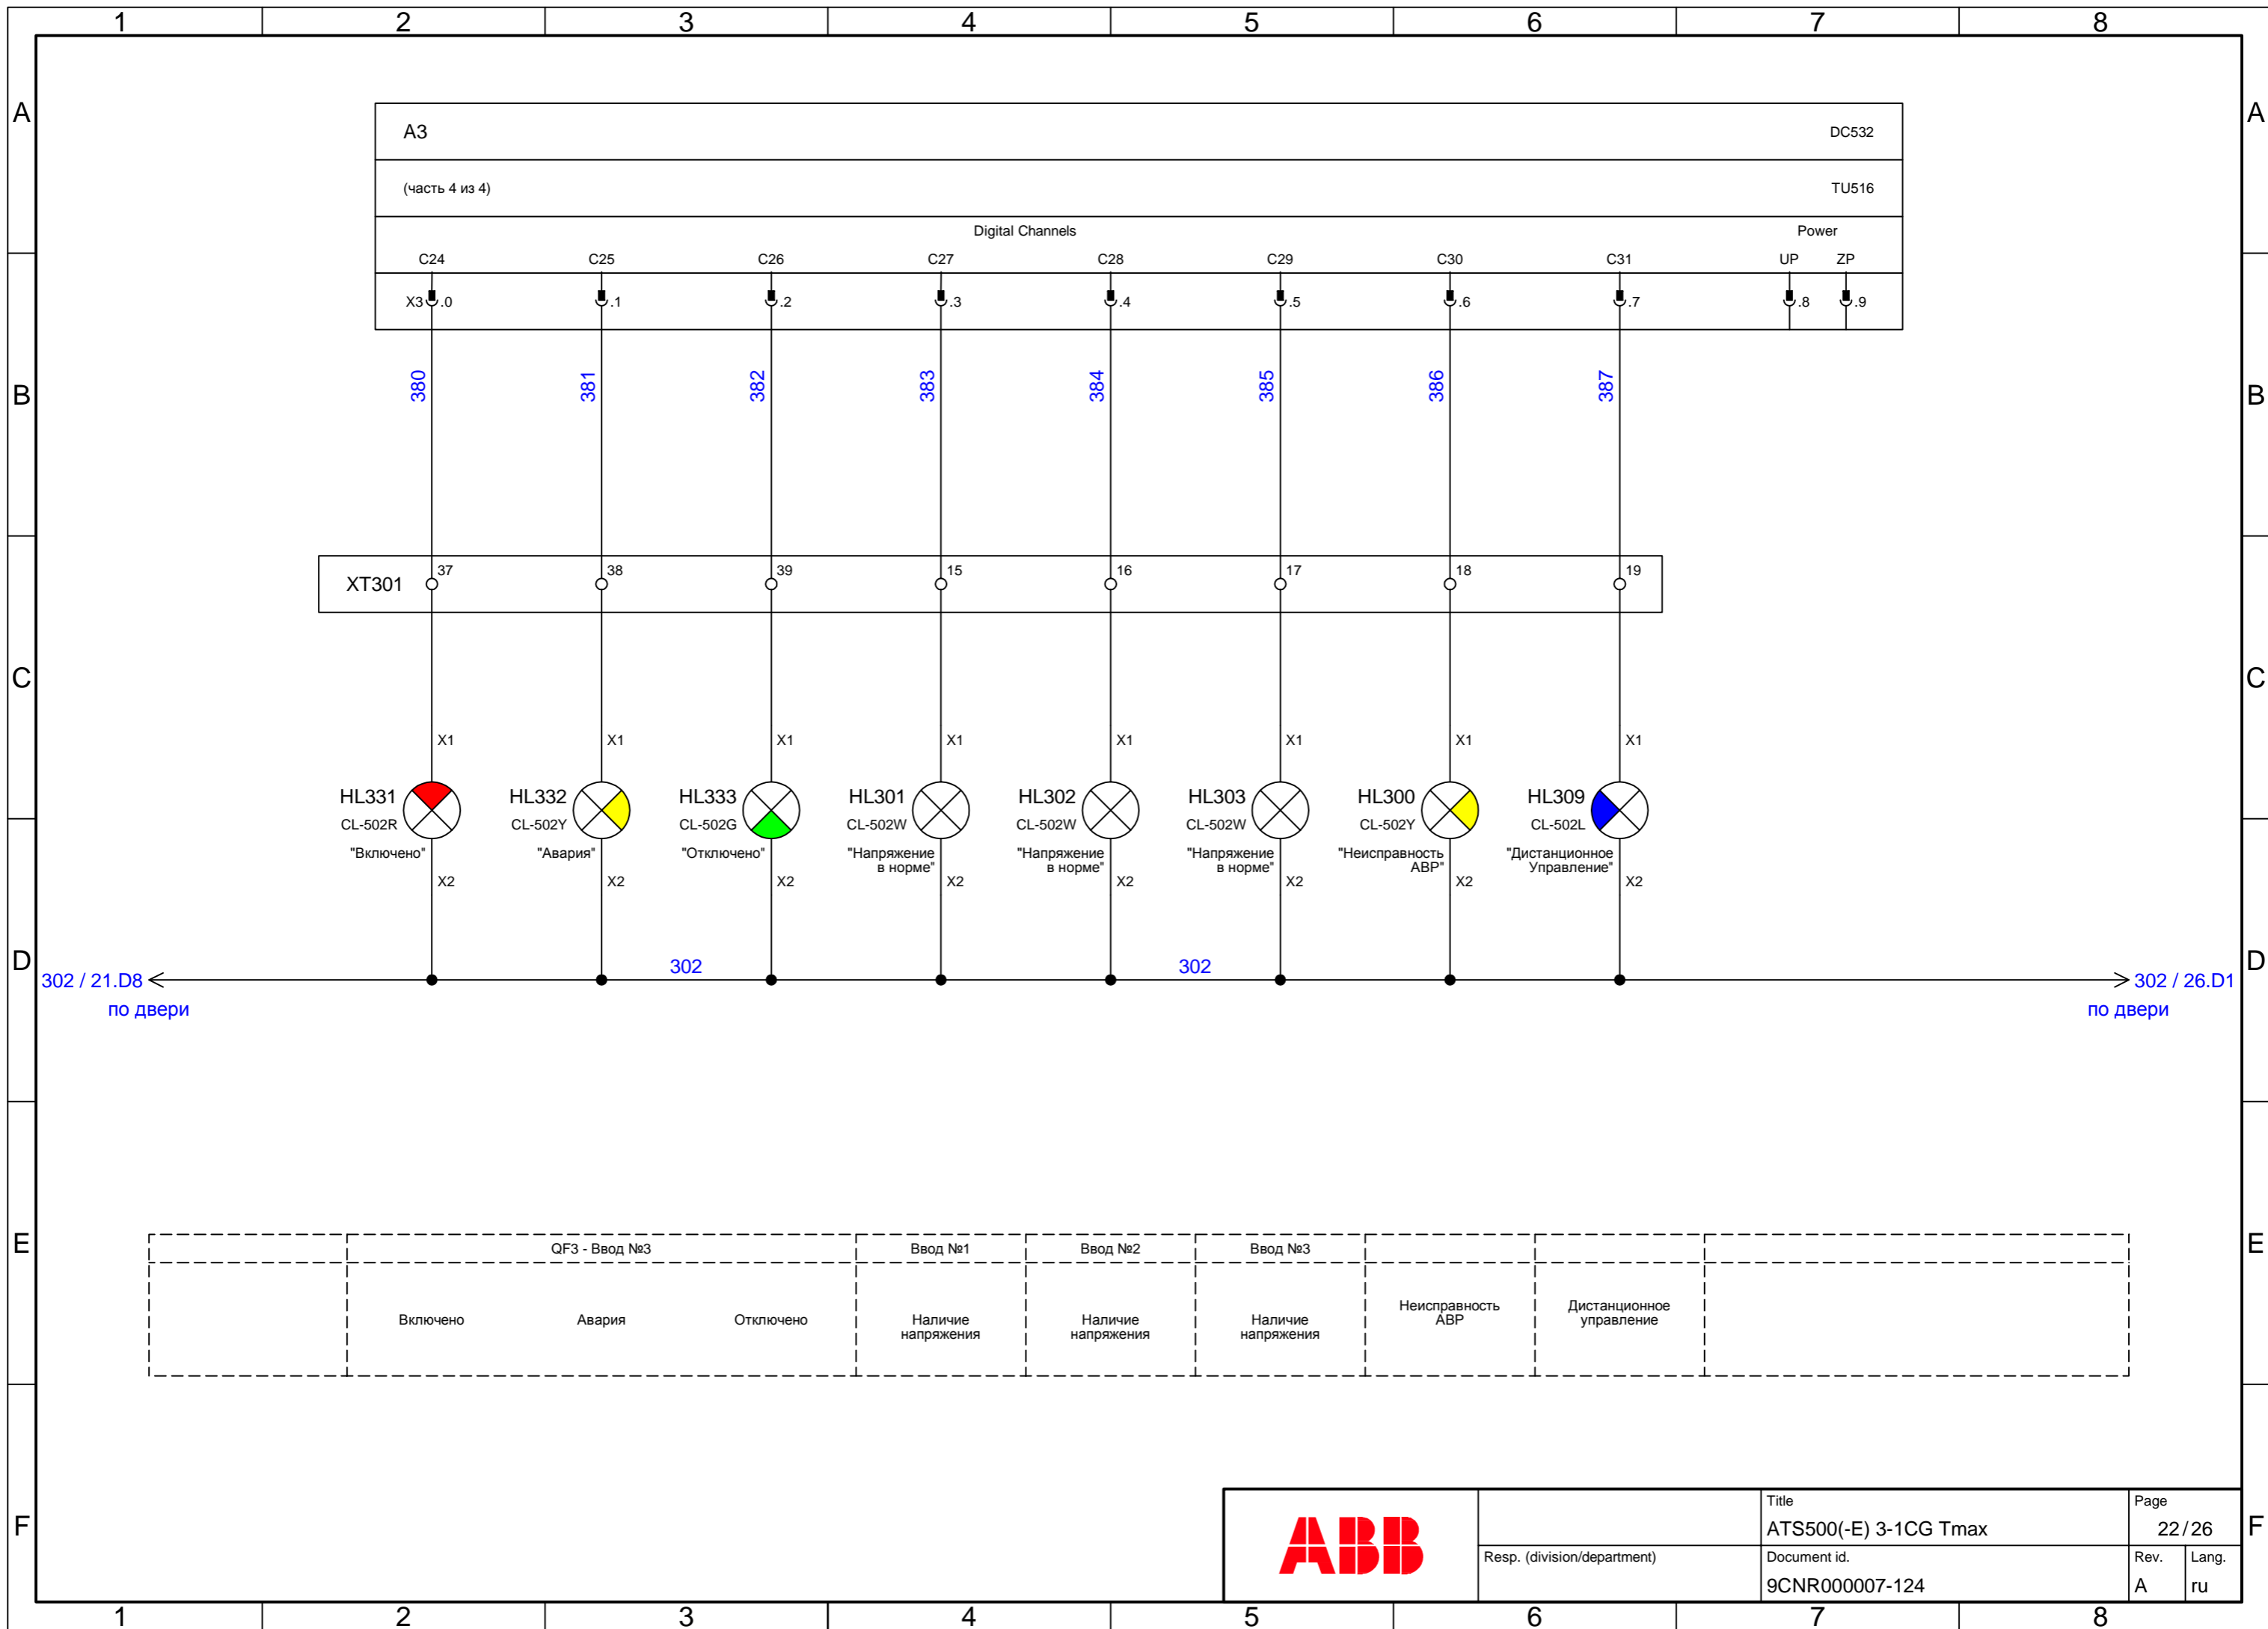 1 2 3 4 5 6 7 8
A A
A3 DC532
(часть 4 из 4) TU516
Digital Channels Power
C24 C25 C26 C27 C28 C29 C30 C31 UP ZP
X3 .0 .1 .2 .3 .4 .5 .6 .7 .8 .9
B B
380 381 382 383 384 385 386 387
XT301 37 38 39 15 16 17 18 19
C C
X1 X1 X1 X1 X1 X1 X1 X1
HL331 HL332 HL333 HL301 HL302 HL303 HL300 HL309
CL-502R CL-502Y CL-502G CL-502W CL-502W CL-502W CL-502Y CL-502L
"Включено" "Авария" "Отключено" "Напряжение "Напряжение "Напряжение "Неисправность "Дистанционное
в норме" в норме" в норме" АВР" Управление"
X2 X2 X2 X2 X2 X2 X2 X2
D D
302 302
302 / 21.D8 302 / 26.D1
по двери по двери
E E
QF3 - Ввод №3 Ввод №1 Ввод №2 Ввод №3
Включено Авария Отключено Наличие Наличие Наличие Неисправность Дистанционное
напряжения напряжения напряжения АВР управление
F F
ABB
Title Page
ATS500(-E) 3-1CG Tmax 22/26
Resp. (division/department) Document id. Rev. Lang.
9CNR000007-124 A ru
1 2 3 4 5 6 7 8